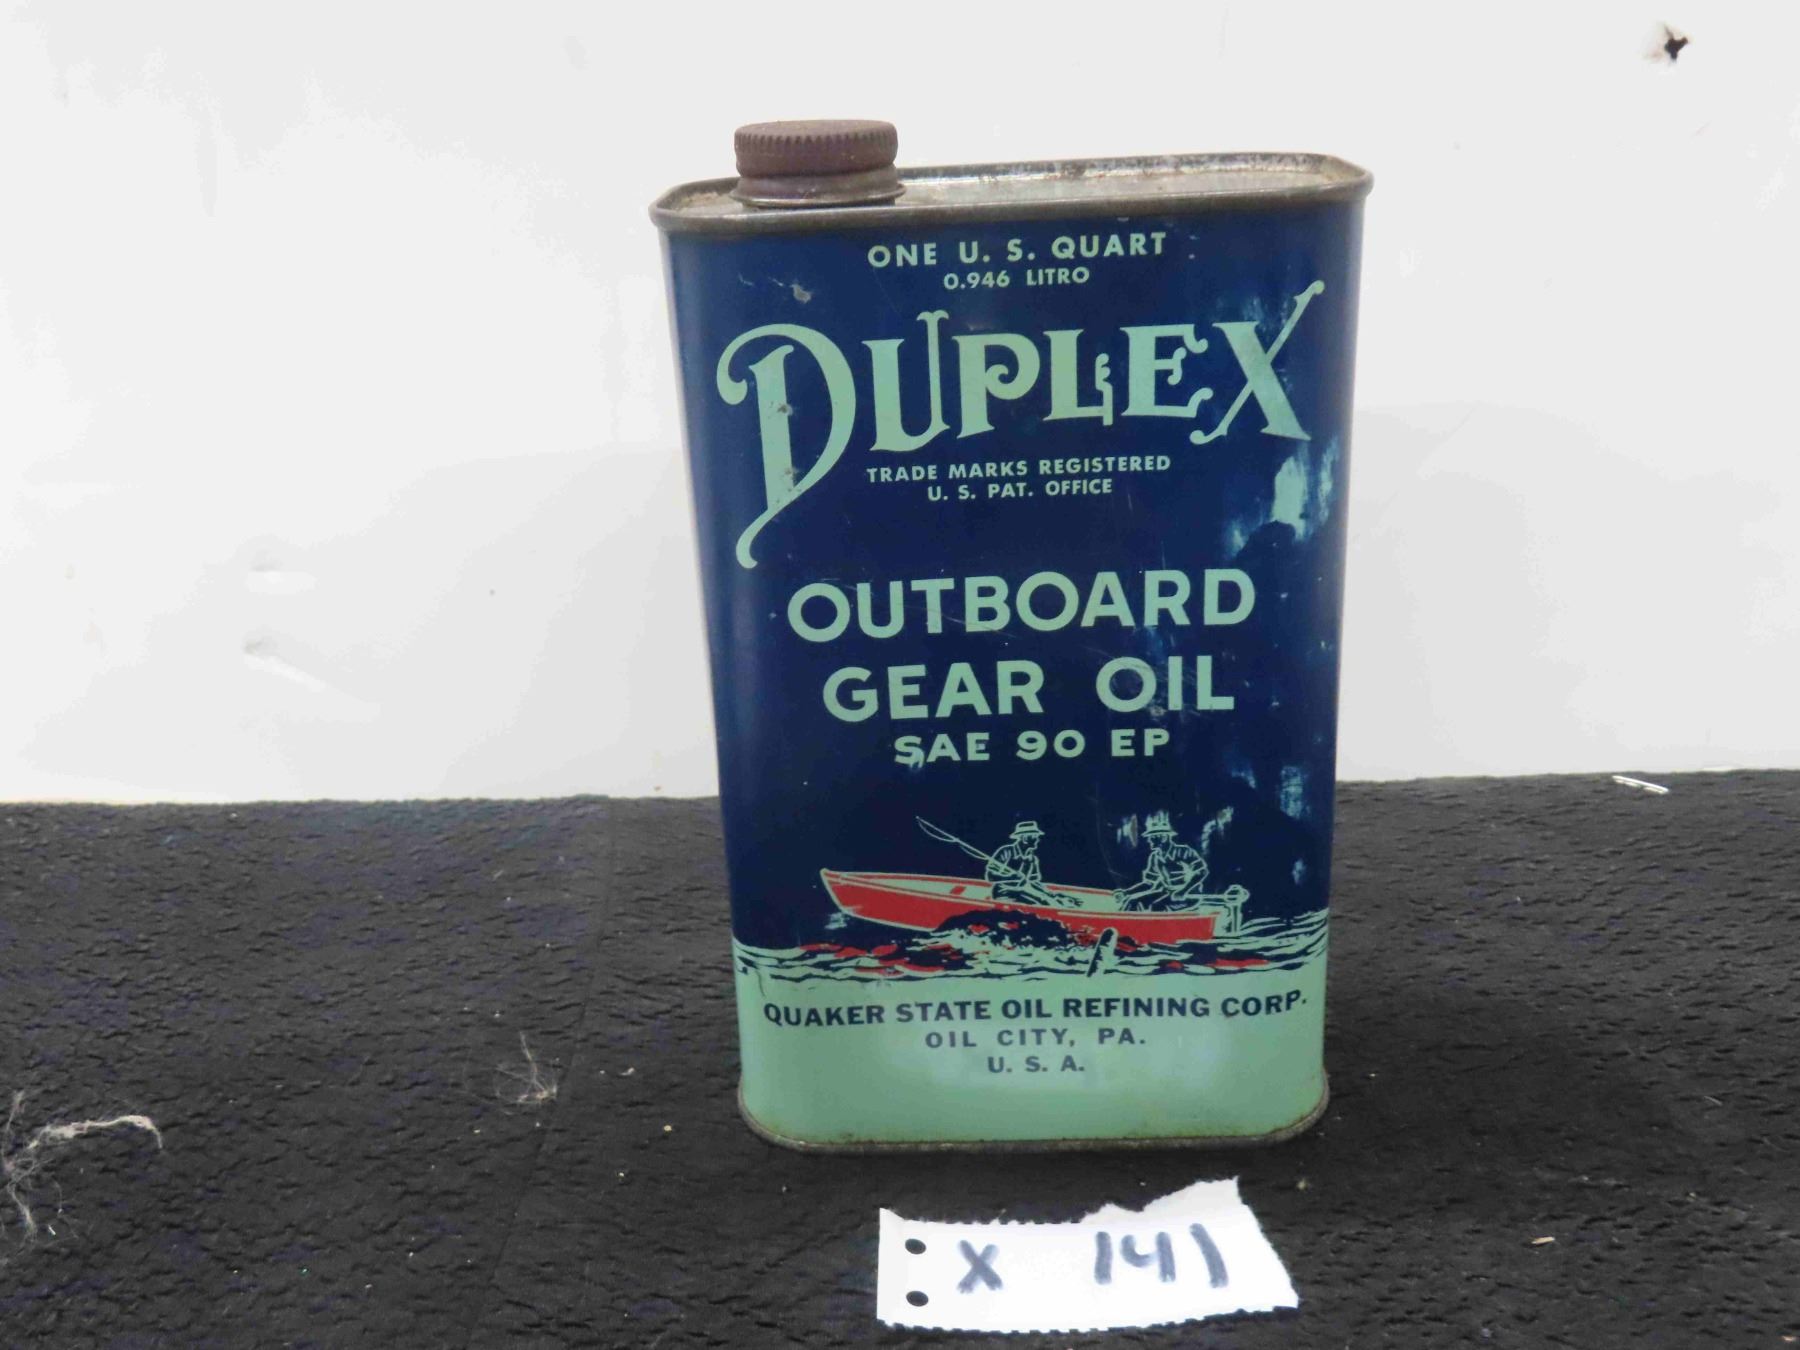 ONE U. S. QUART
0.946 LITRO
DUPLEX
TRADE MARKS REGISTERED
U. S. PAT. OFFICE
OUTBOARD
GEAR OIL
SAE 90 EP
QUAKER STATE OIL REFINING CORP.
OIL CITY, PA.
U. S. A.
X 141